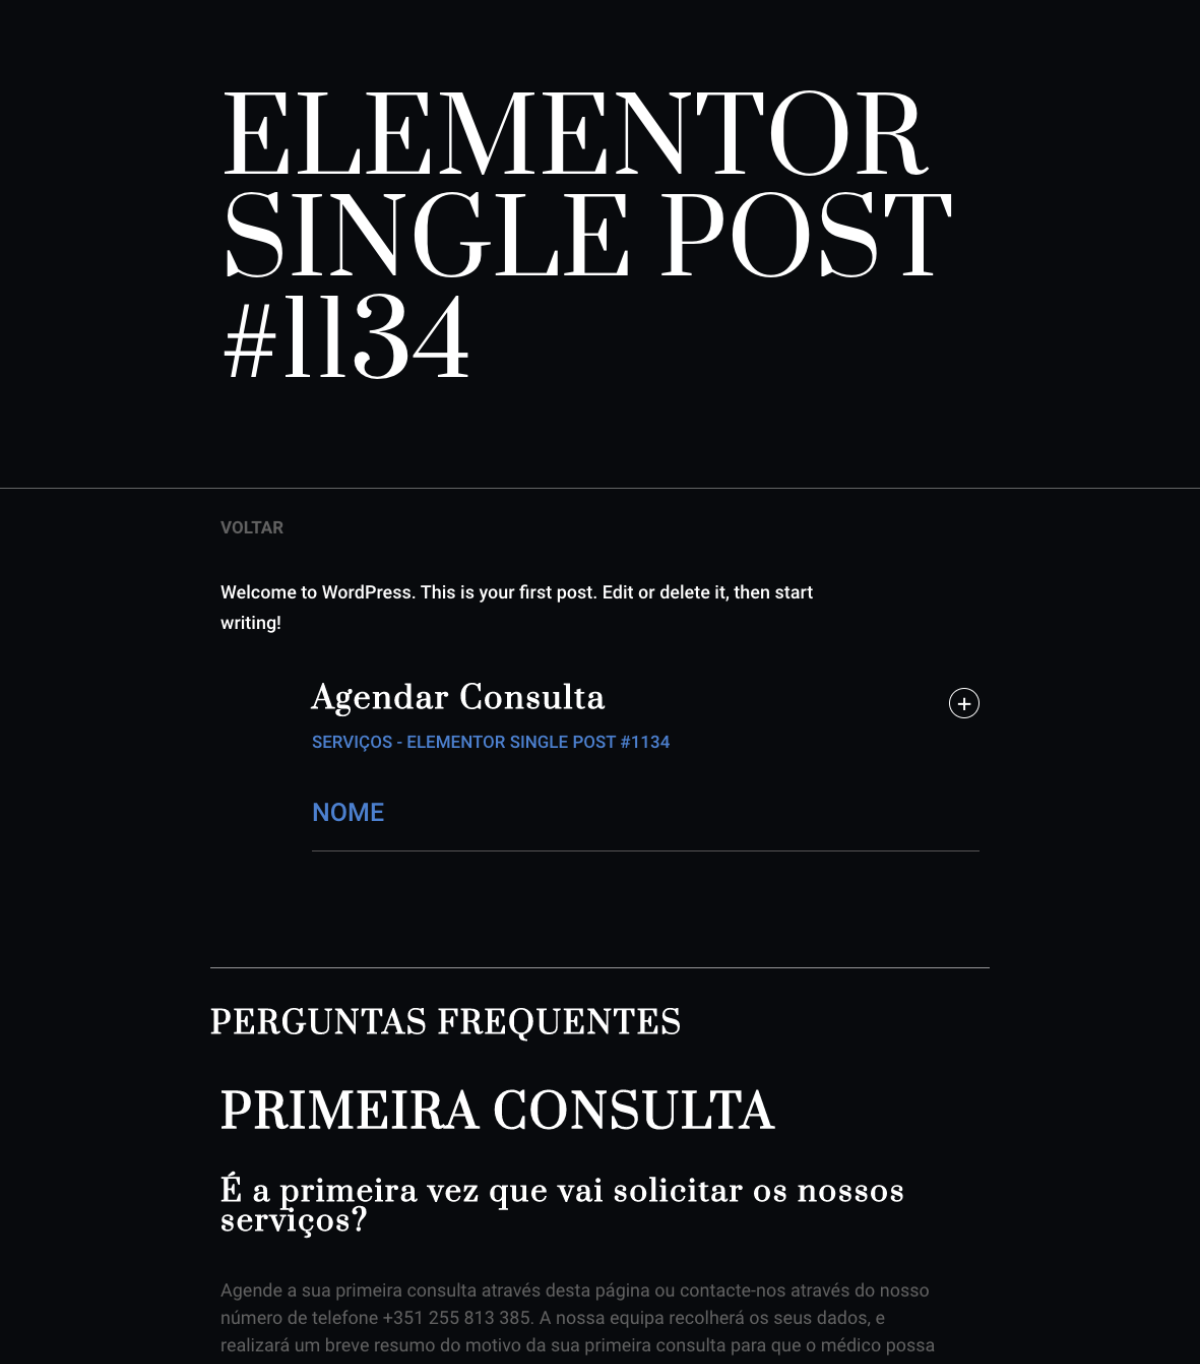 ELEMENTOR
SINGLE POST
#1134
VOLTAR
Welcome to WordPress. This is your first post. Edit or delete it, then start
writing!
Agendar Consulta
SERVIÇOS - ELEMENTOR SINGLE POST #1134
NOME
PERGUNTAS FREQUENTES
PRIMEIRA CONSULTA
É a primeira vez que vai solicitar os nossos
serviços?
Agende a sua primeira consulta através desta página ou contacte-nos através do nosso
número de telefone +351 255 813 385. A nossa equipa recolherá os seus dados, e
realizará um breve resumo do motivo da sua primeira consulta para que o médico possa